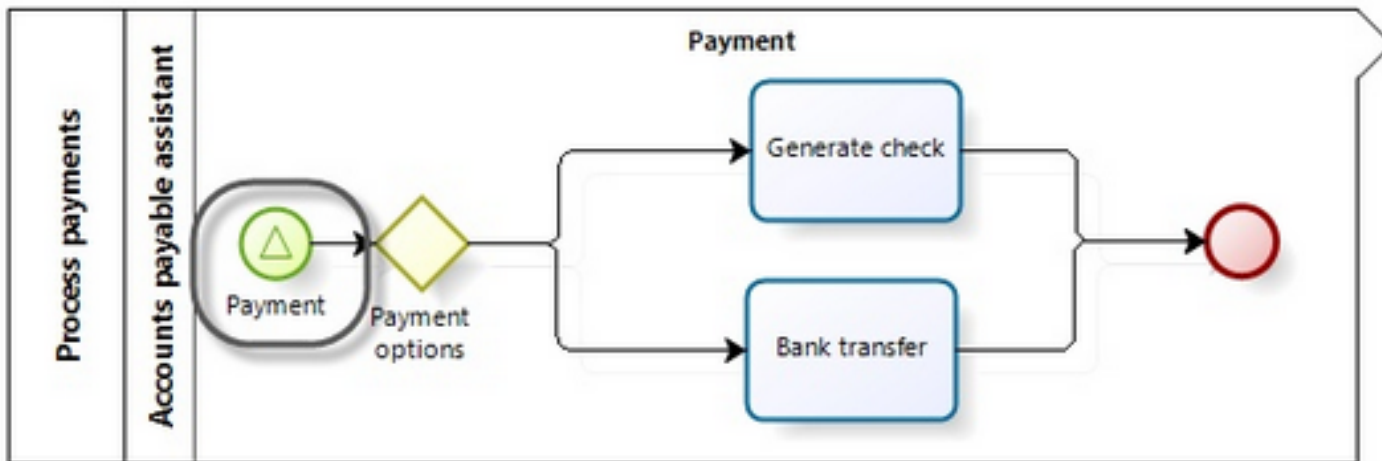 Process payments
Accounts payable assistant
Payment
Payment
Payment
options
Generate check
Bank transfer